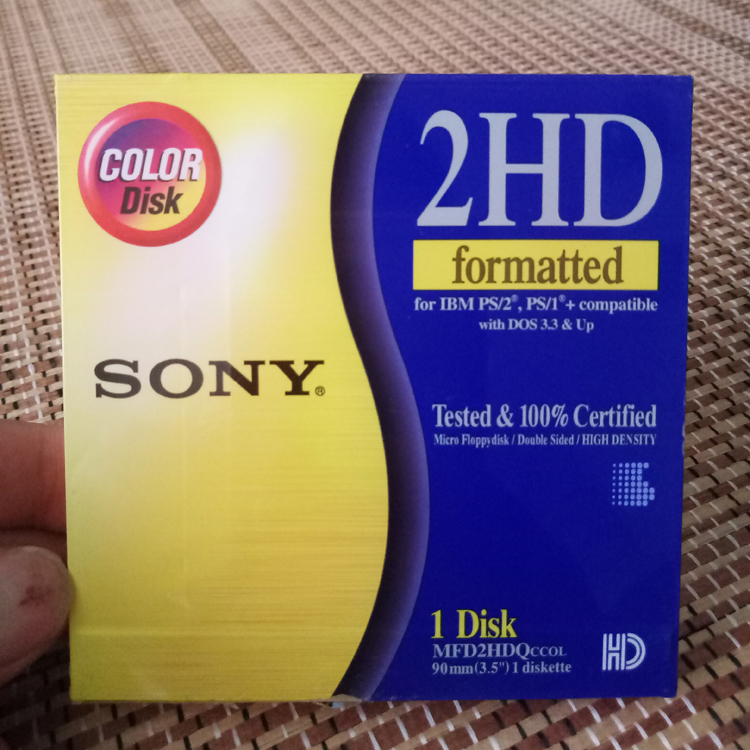 COLOR
Disk
SONY®
2HD
formatted
for IBM PS/2®, PS/1®+ compatible
with DOS 3.3 & Up
Tested & 100% Certified
Micro Floppydisk / Double Sided / HIGH DENSITY
1 Disk
MFD2HDQCCOL
90mm(3.5") 1 diskette
HD